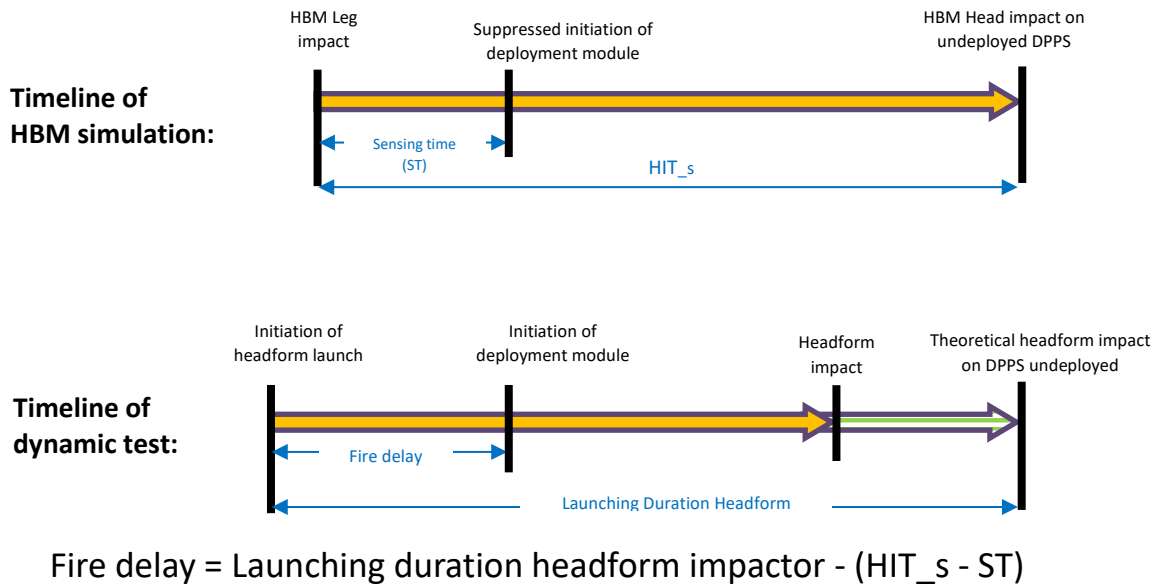 HBM Leg
impact
Suppressed initiation of
deployment module
HBM Head impact on
undeployed DPPS
Timeline of
HBM simulation:
Sensing time
(ST)
HIT_s
Initiation of
headform launch
Initiation of
deployment module
Headform
impact
Theoretical headform impact
on DPPS undeployed
Timeline of
dynamic test:
Fire delay
Launching Duration Headform
Fire delay = Launching duration headform impactor - (HIT_s - ST)